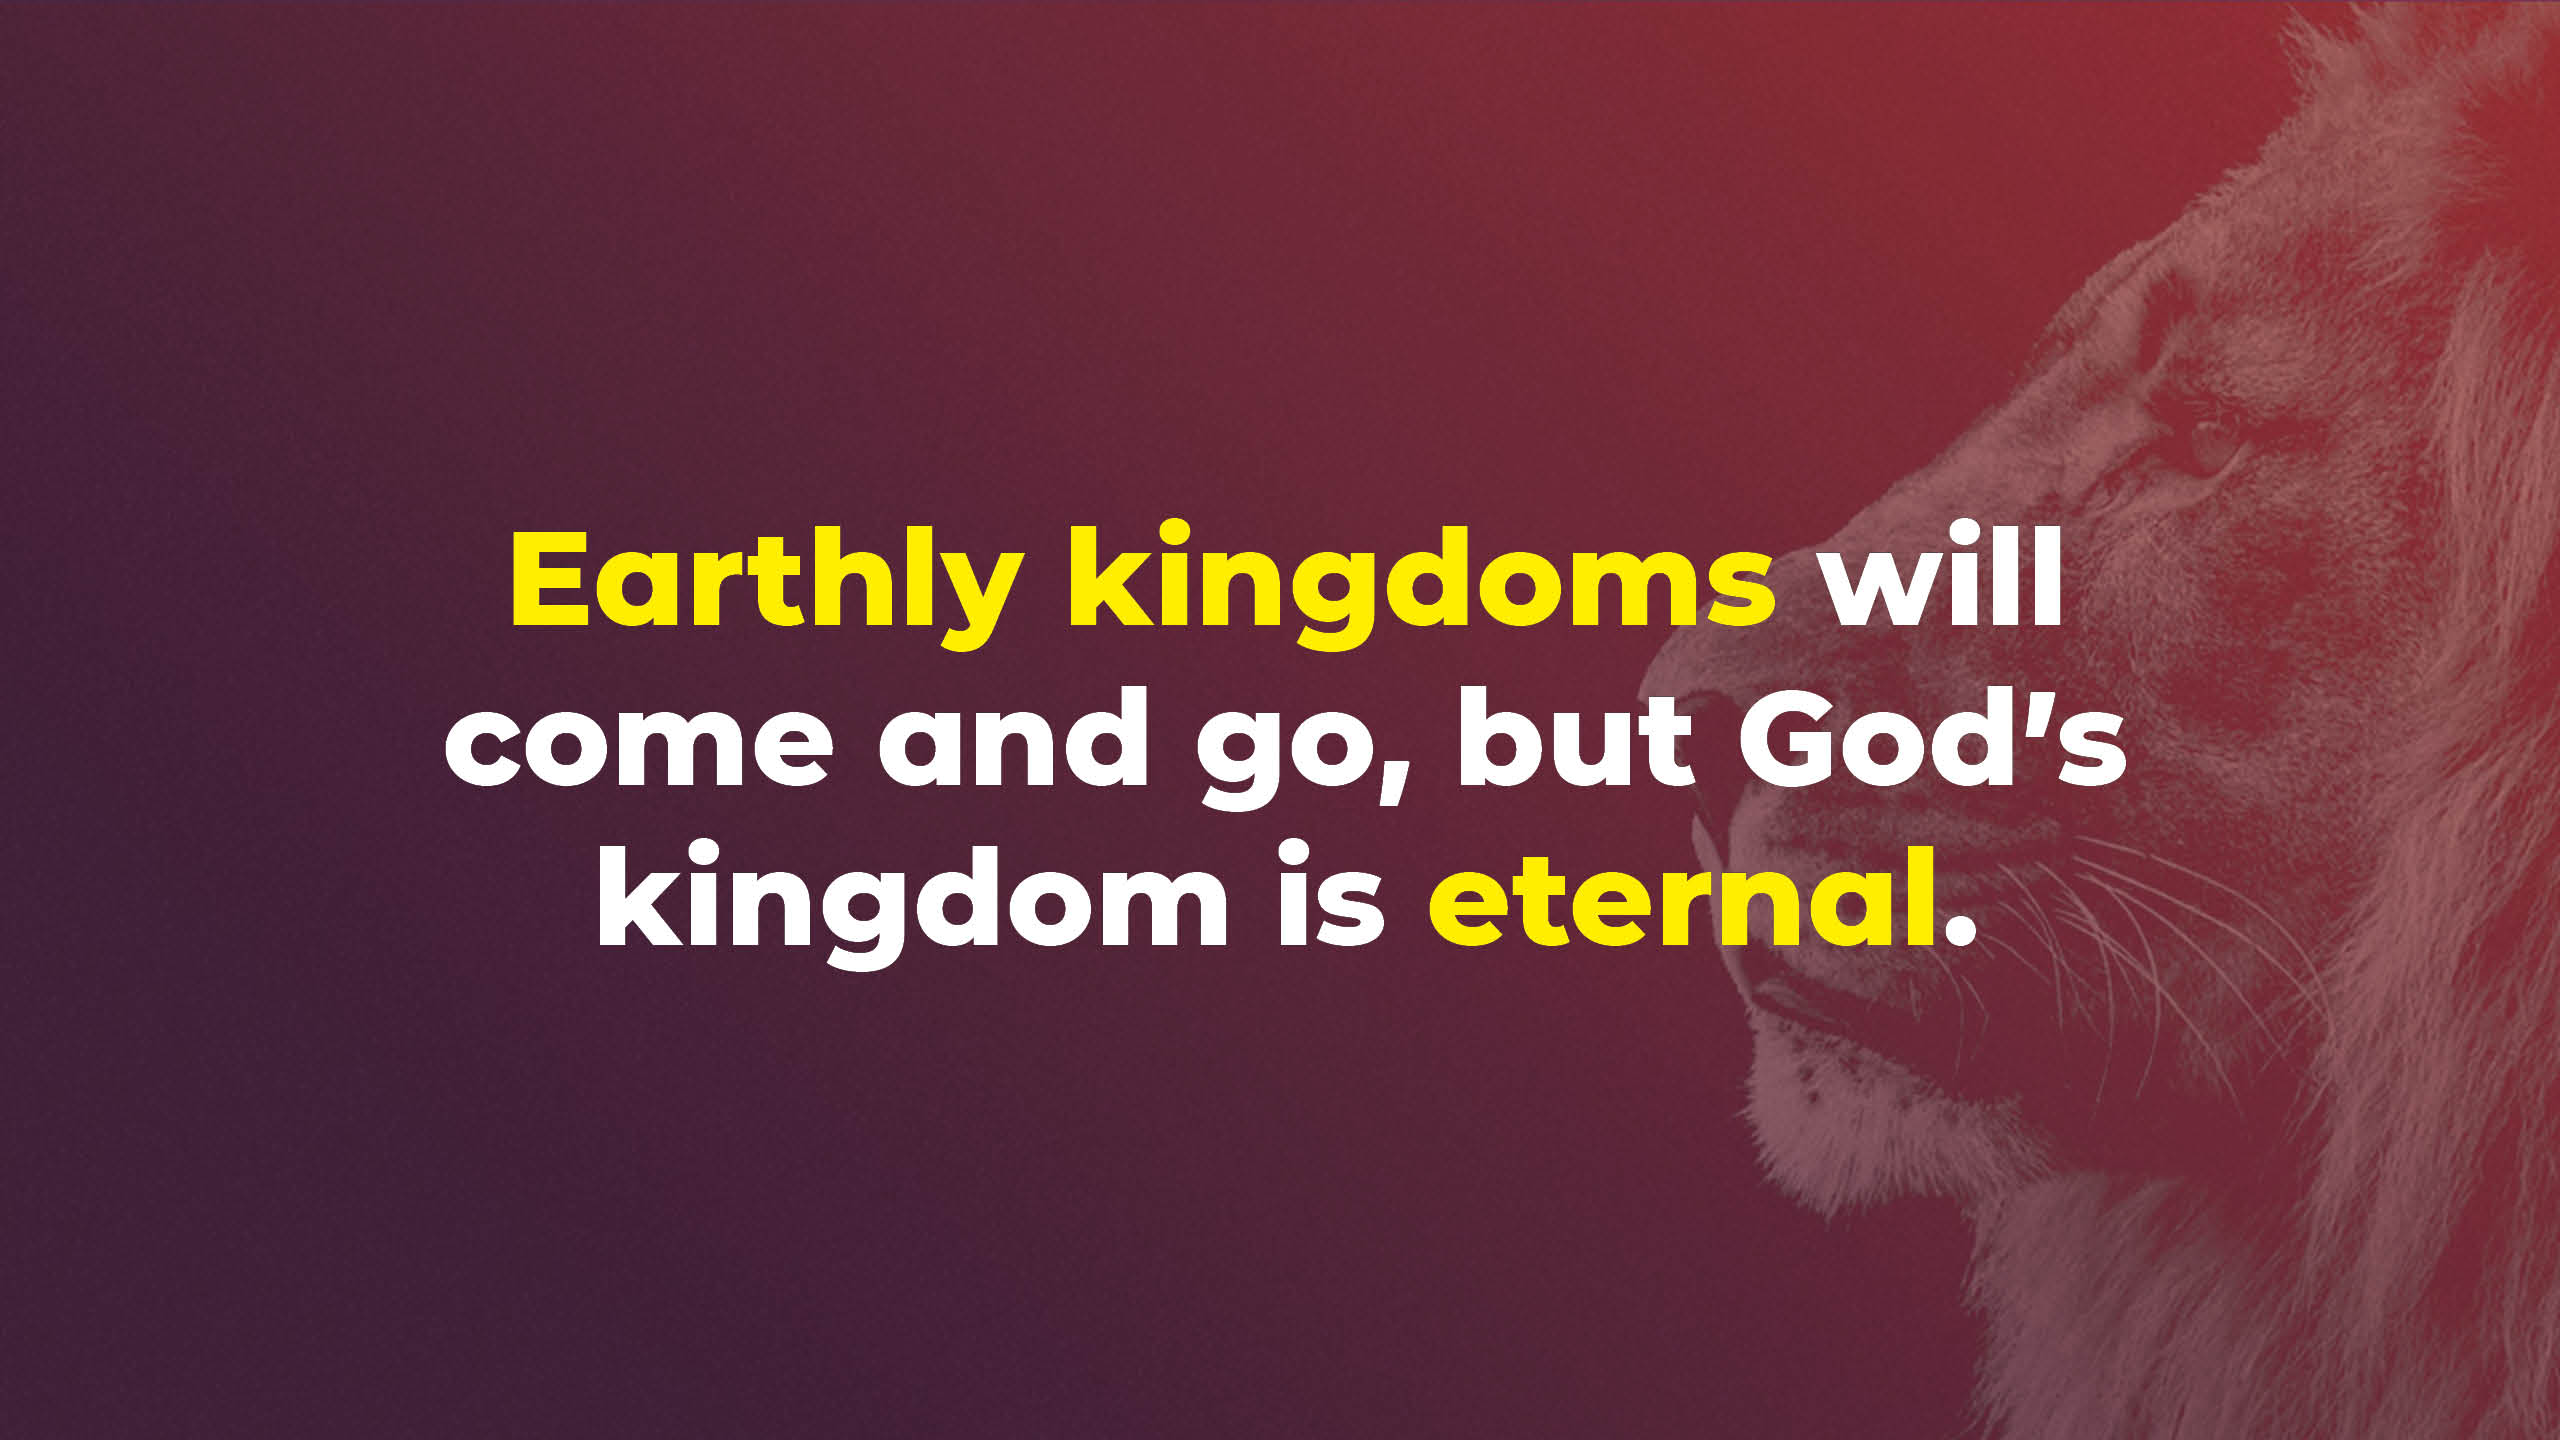 Earthly kingdoms will
come and go, but God’s
kingdom is eternal.